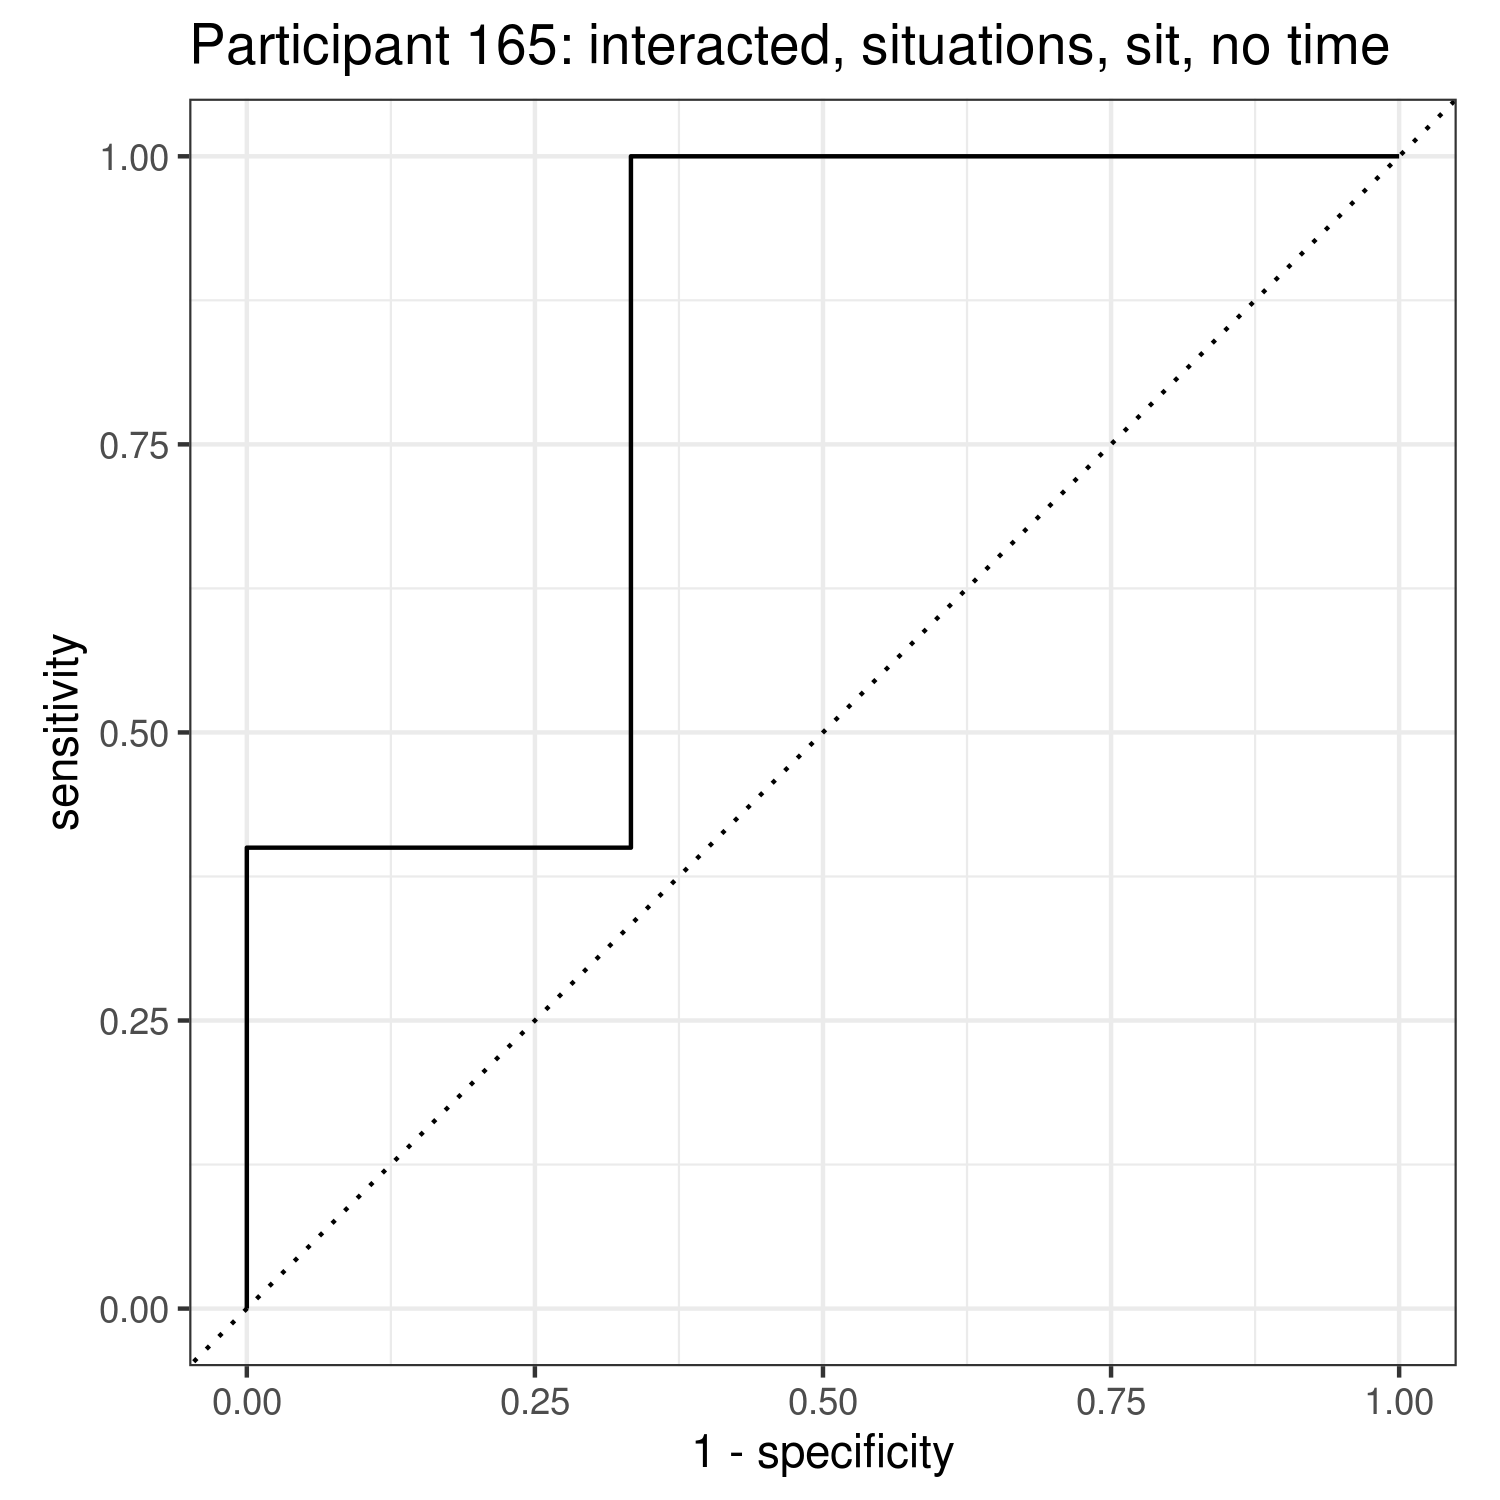 Participant 165: interacted, situations, sit, no time
1.00
0.75
0.50
0.25
0.00
sensitivity
0.00 0.25 0.50 0.75 1.00
1 - specificity